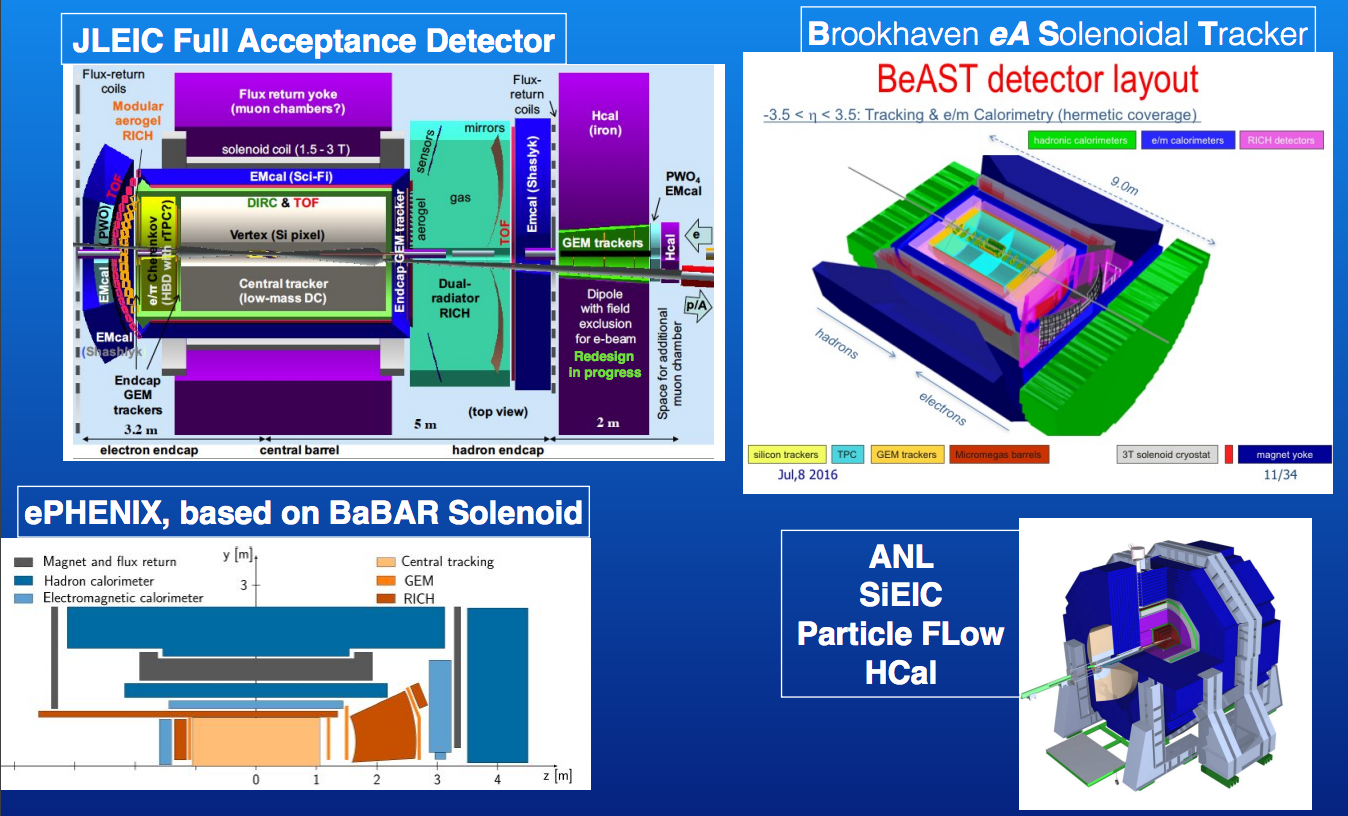 JLEIC Full Acceptance Detector
Flux-return
coils
Modular
aerogel
RICH
TOF
Flux return yoke
(muon chambers?)
solenoid coil (1.5 - 3 T)
EMcal (Sci-Fi)
DIRC & TOF
Vertex (Si pixel)
Central tracker
(low-mass DC)
EMcal (PWO)
e/π Cherenkov
(HBD with rTPC?)
EMcal
(Shashlyk
Endcap
GEM
trackers
Endcap GEM tracker
sensors
mirrors
gas
aerogel
Dual-
radiator
RICH
TOF
Flux-
return
coils
Emcal (Shaslyk)
Hcal
(iron)
PWO4
EMcal
GEM trackers
Hcal
e
p/A
Dipole
with field
exclusion
for e-beam
Redesign
in progress
Space for additional
muon chamber
(top view)
3.2 m
5 m
2 m
electron endcap
central barrel
hadron endcap
Brookhaven eA Solenoidal Tracker
BeAST detector layout
-3.5 < η < 3.5: Tracking & e/m Calorimetry (hermetic coverage)
hadronic calorimeters
e/m calorimeters
RICH detectors
9.0m
hadrons
electrons
silicon trackers
TPC
GEM trackers
Micromegas barrels
3T solenoid cryostat
magnet yoke
Jul,8 2016
11/34
ePHENIX, based on BaBAR Solenoid
Magnet and flux return
Hadron calorimeter
Electromagnetic calorimeter
y [m]
3
Central tracking
GEM
RICH
0
1
2
3
4
z [m]
ANL
SiEIC
Particle FLow
HCal